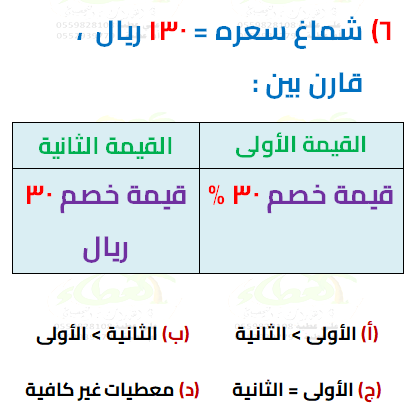 ٦) شماغ سعره = ١٣٠ ريال ،
قارن بين :
القيمة الأولى القيمة الثانية
قيمة خصم ٣٠ % قيمة خصم ٣٠
ريال
(أ) الأولى > الثانية (ب) الثانية > الأولى
(ج) الأولى = الثانية (د) معطيات غير كافية